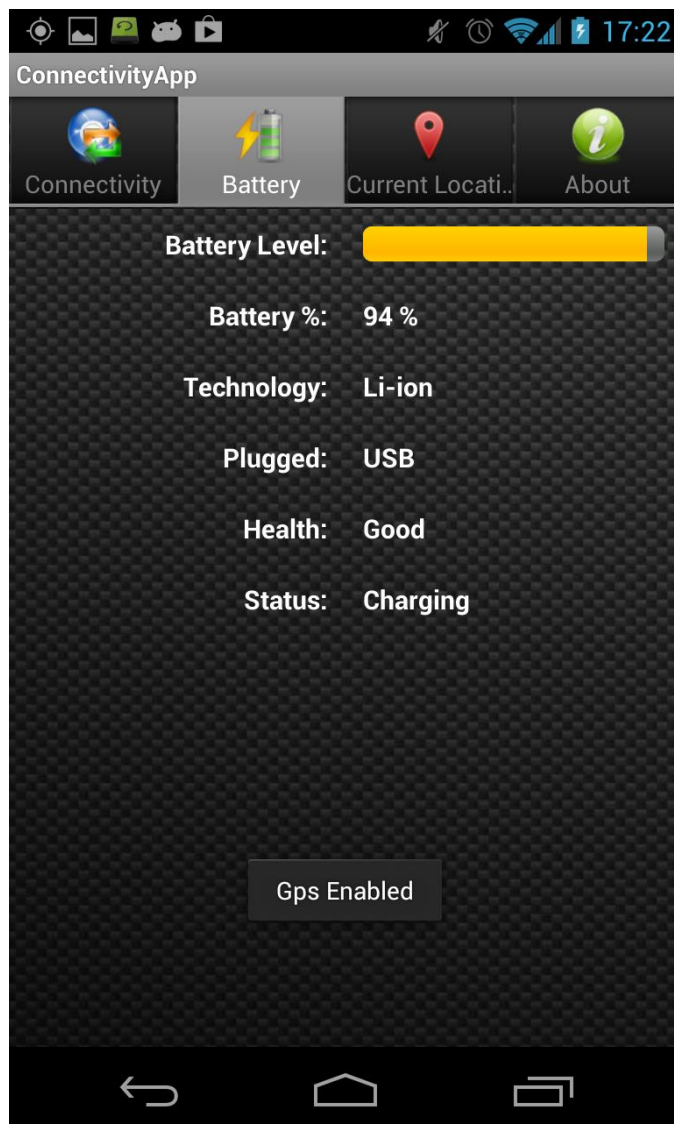 17:22
ConnectivityApp
Connectivity Battery Current Locati.. About
Battery Level:
Battery %: 94 %
Technology: Li-ion
Plugged: USB
Health: Good
Status: Charging
Gps Enabled